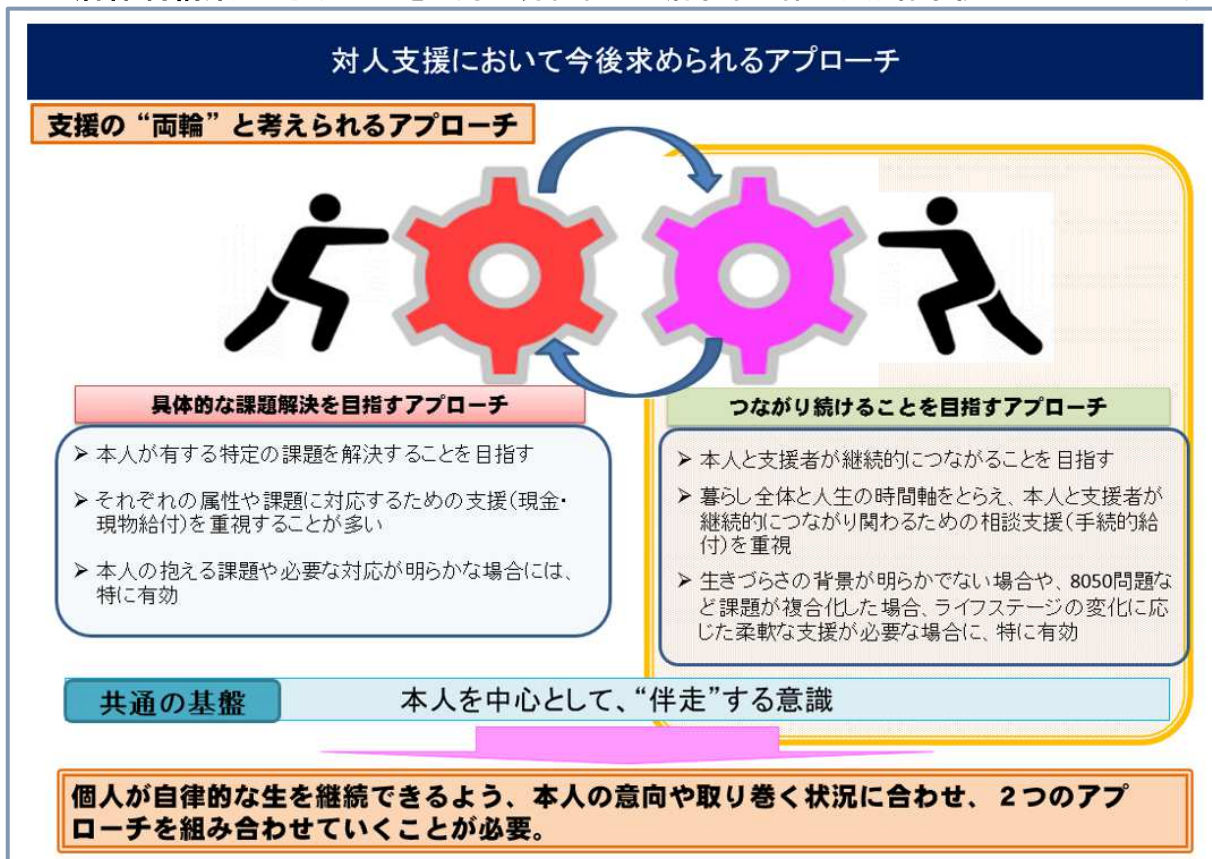 対人支援において今後求められるアプローチ
支援の“両輪”と考えられるアプローチ
具体的な課題解決を目指すアプローチ
➢ 本人が有する特定の課題を解決することを目指す
➢ それぞれの属性や課題に対応するための支援(現金・
現物給付)を重視することが多い
➢ 本人の抱える課題や必要な対応が明らかな場合には、
特に有効
つながり続けることを目指すアプローチ
➢ 本人と支援者が継続的につながることを目指す
➢ 暮らし全体と人生の時間軸をとらえ、本人と支援者が
継続的につながり関わるための相談支援(手続的給
付)を重視
➢ 生きづらさの背景が明らかでない場合や、8050問題な
ど課題が複合化した場合、ライフステージの変化に応
じた柔軟な支援が必要な場合に、特に有効
共通の基盤
本人を中心として、“伴走”する意識
個人が自律的な生を継続できるよう、本人の意向や取り巻く状況に合わせ、２つのアプ
ローチを組み合わせていくことが必要。